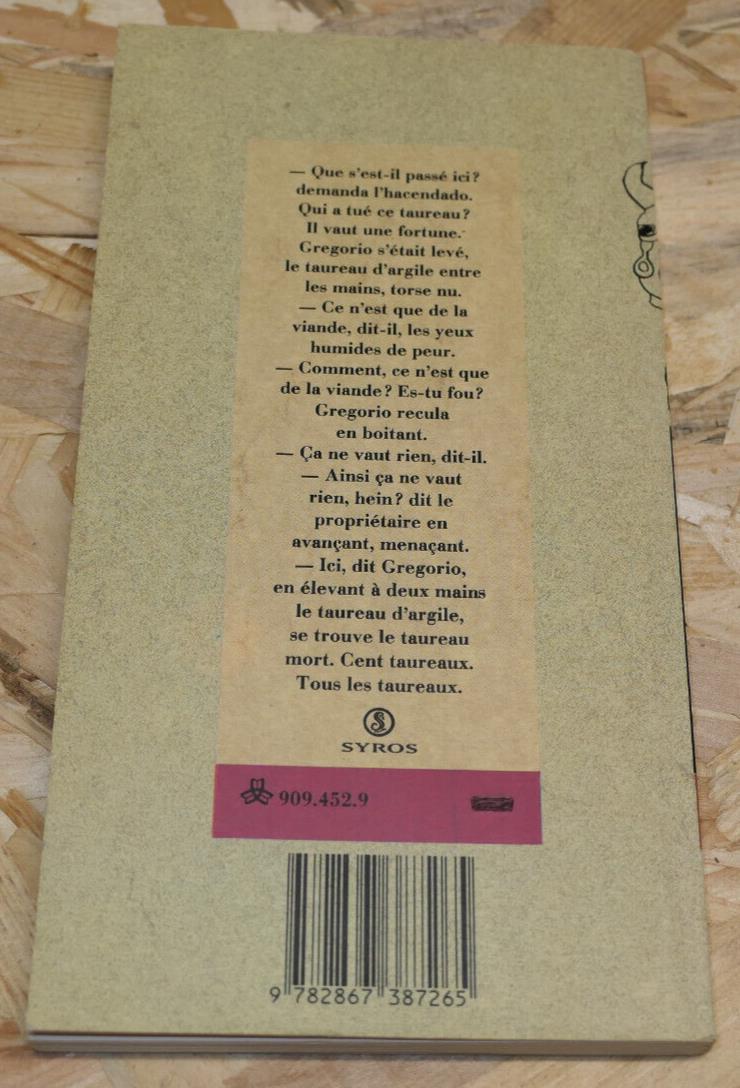 — Que s'est-il passé ici?
demanda l'hacendado.
Qui a tué ce taureau?
Il vaut une fortune.
Gregorio s'était levé,
le taureau d'argile entre
les mains, torse nu.
— Ce n'est que de la
viande, dit-il, les yeux
humides de peur.
— Comment, ce n'est que
de la viande? Es-tu fou?
Gregorio recula
en boitant.
— Ça ne vaut rien, dit-il.
— Ainsi ça ne vaut
rien, hein? dit le
propriétaire en
avançant, menaçant.
— Ici, dit Gregorio,
en élevant à deux mains
le taureau d'argile,
se trouve le taureau
mort. Cent taureaux.
Tous les taureaux.
S
SYROS
909.452.9
9 782867 387265